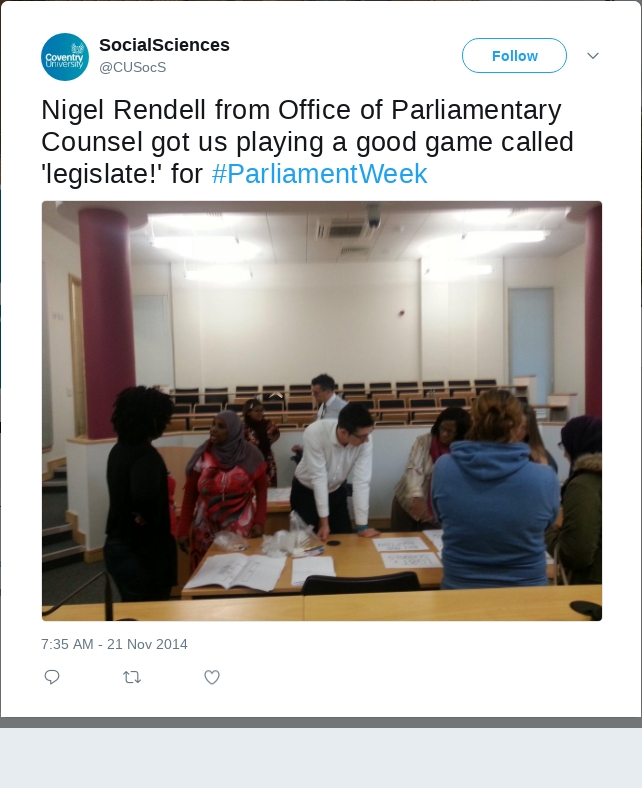 Coventry
University
SocialSciences
@CUSocS
Follow
Nigel Rendell from Office of Parliamentary
Counsel got us playing a good game called
'legislate!' for #ParliamentWeek
7:35 AM - 21 Nov 2014